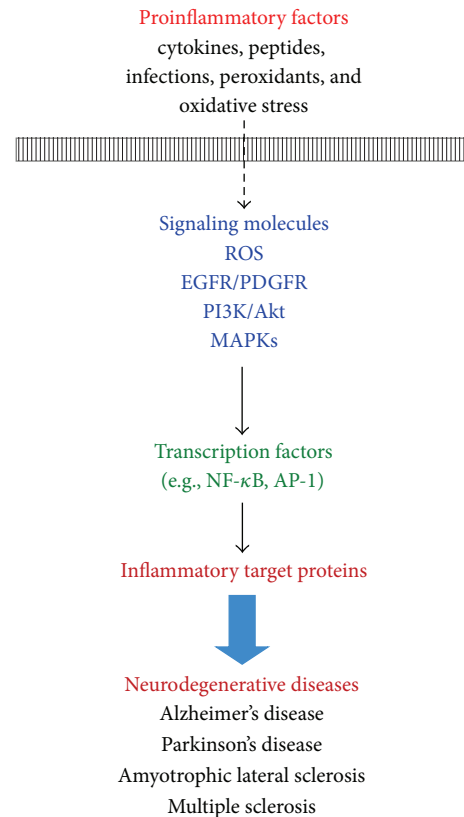 Proinflammatory factors
cytokines, peptides,
infections, peroxidants, and
oxidative stress
Signaling molecules
ROS
EGFR/PDGFR
PI3K/Akt
MAPKs
Transcription factors
(e.g., NF-κB, AP-1)
Inflammatory target proteins
Neurodegenerative diseases
Alzheimer's disease
Parkinson's disease
Amyotrophic lateral sclerosis
Multiple sclerosis